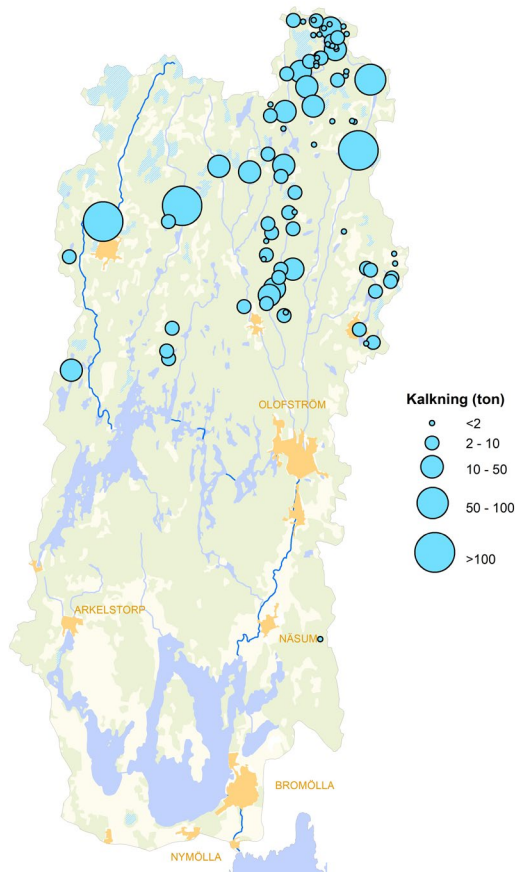 Kalkning (ton)
<2
2 - 10
10 - 50
50 - 100
>100
OLOFSTRÖM
ARKELSTORP
NÄSUM
BROMÖLLA
NYMÖLLA